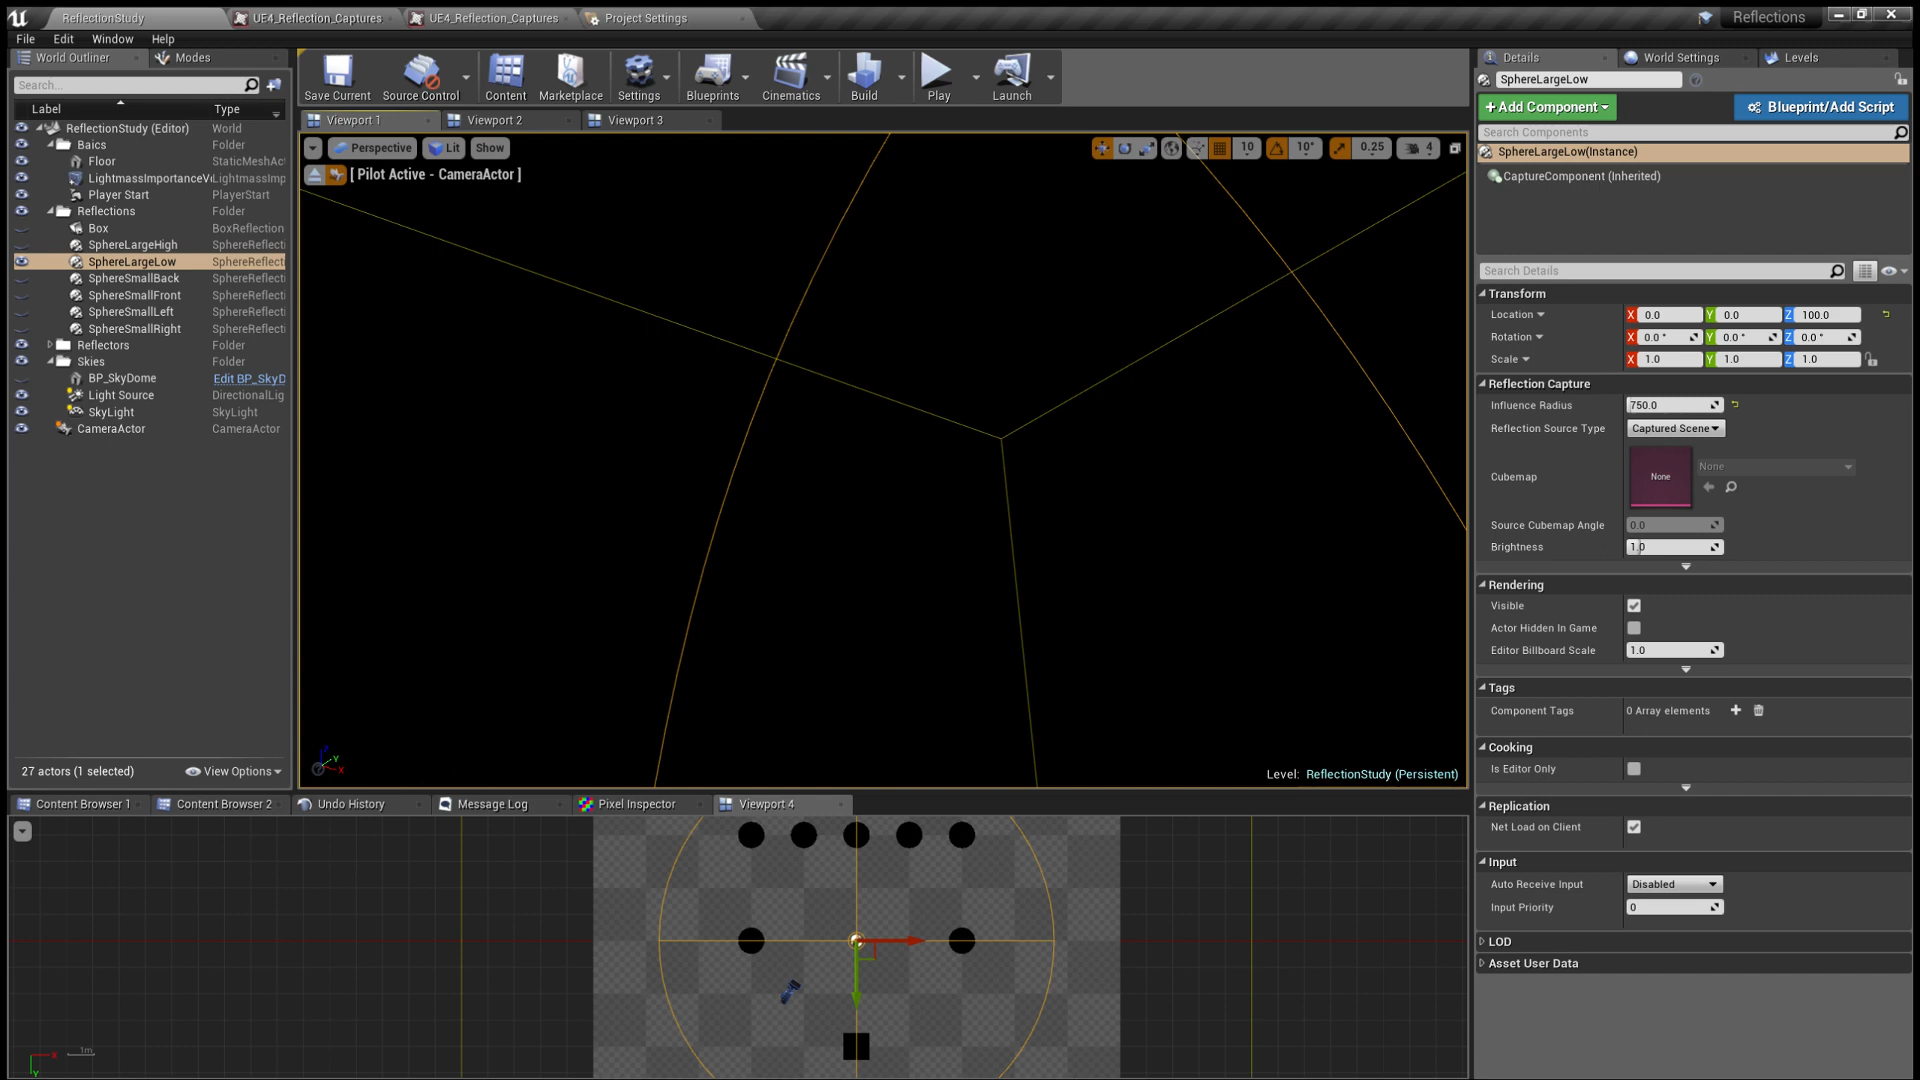 ReflectionStudy
UE4_Reflection_Captures
UE4_Reflection_Captures
Project Settings
Reflections
File
Edit
Window
Help
World Outliner
Modes
Search...
Label
Type
ReflectionStudy (Editor)
World
Baics
Folder
Floor
StaticMeshAct
LightmassImportanceVo
LightmassImp
Player Start
PlayerStart
Reflections
Folder
Box
BoxReflection
SphereLargeHigh
SphereReflecti
SphereLargeLow
SphereReflecti
SphereSmallBack
SphereReflecti
SphereSmallFront
SphereReflecti
SphereSmallLeft
SphereReflecti
SphereSmallRight
SphereReflecti
Reflectors
Folder
Skies
Folder
BP_SkyDome
Edit BP_SkyD
Light Source
DirectionalLig
SkyLight
SkyLight
CameraActor
CameraActor
27 actors (1 selected)
View Options
Save Current
Source Control
Content
Marketplace
Settings
Blueprints
Cinematics
Build
Play
Launch
Viewport 1
Viewport 2
Viewport 3
Perspective
Lit
Show
10
10°
0.25
4
[ Pilot Active - CameraActor ]
Z
Y
X
Level: ReflectionStudy (Persistent)
Content Browser 1
Content Browser 2
Undo History
Message Log
Pixel Inspector
Viewport 4
X
1m
Y
Details
World Settings
Levels
SphereLargeLow
+Add Component
Blueprint/Add Script
Search Components
SphereLargeLow(Instance)
CaptureComponent (Inherited)
Search Details
Transform
Location
X 0.0
Y 0.0
Z 100.0
Rotation
X 0.0 °
Y 0.0 °
Z 0.0 °
Scale
X 1.0
Y 1.0
Z 1.0
Reflection Capture
Influence Radius
750.0
Reflection Source Type
Captured Scene
Cubemap
None
None
Source Cubemap Angle
0.0
Brightness
1.0
Rendering
Visible
Actor Hidden In Game
Editor Billboard Scale
1.0
Tags
Component Tags
0 Array elements
Cooking
Is Editor Only
Replication
Net Load on Client
Input
Auto Receive Input
Disabled
Input Priority
0
LOD
Asset User Data